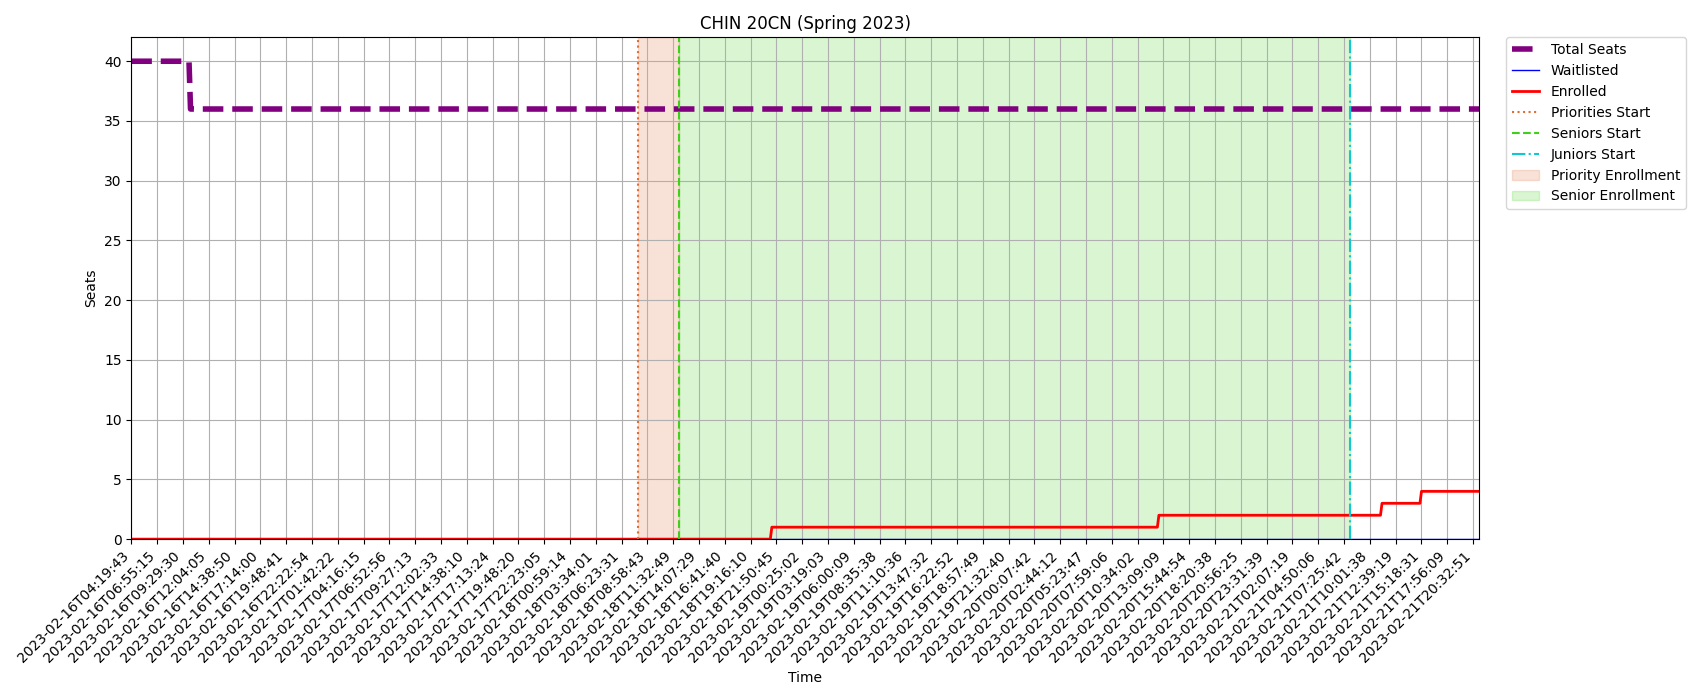 CHIN 20CN (Spring 2023)
Total Seats
Waitlisted
Enrolled
Priorities Start
Seniors Start
Juniors Start
Priority Enrollment
Senior Enrollment
Seats
40
35
30
25
20
15
10
5
0
2023-02-16T04:19:43
2023-02-16T06:55:15
2023-02-16T09:29:30
2023-02-16T12:04:05
2023-02-16T14:38:50
2023-02-16T17:14:00
2023-02-16T19:48:41
2023-02-16T22:22:54
2023-02-17T01:42:22
2023-02-17T04:16:15
2023-02-17T06:52:56
2023-02-17T09:27:13
2023-02-17T12:02:33
2023-02-17T14:38:10
2023-02-17T17:13:24
2023-02-17T19:48:20
2023-02-17T22:23:05
2023-02-18T00:59:14
2023-02-18T03:34:01
2023-02-18T06:23:31
2023-02-18T08:58:43
2023-02-18T11:32:49
2023-02-18T14:07:29
2023-02-18T16:41:40
2023-02-18T19:16:10
2023-02-18T21:50:45
2023-02-19T00:25:02
2023-02-19T03:19:03
2023-02-19T06:00:09
2023-02-19T08:35:38
2023-02-19T11:10:36
2023-02-19T13:47:32
2023-02-19T16:22:52
2023-02-19T18:57:49
2023-02-19T21:32:40
2023-02-20T00:07:42
2023-02-20T02:44:12
2023-02-20T05:23:47
2023-02-20T07:59:06
2023-02-20T10:34:02
2023-02-20T13:09:09
2023-02-20T15:44:54
2023-02-20T18:20:38
2023-02-20T20:56:25
2023-02-20T23:31:39
2023-02-21T02:07:19
2023-02-21T04:50:06
2023-02-21T07:25:42
2023-02-21T10:01:38
2023-02-21T12:39:19
2023-02-21T15:18:31
2023-02-21T17:56:09
2023-02-21T20:32:51
Time